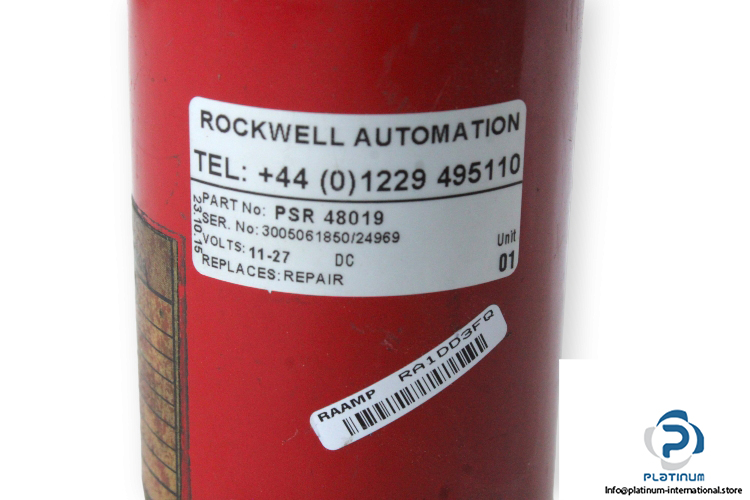 ROCKWELL AUTOMATION
TEL: +44 (0)1229 495110
23.10.15
PART No: PSR 48019
SER. No: 3005061850/24969
VOLTS: 11-27 DC
REPLACES: REPAIR
Unit
01
RAAMP RA1DD3FQ
PLATINUM
Info@platinum-international.store